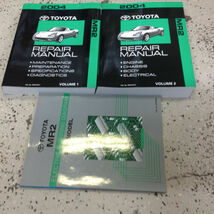 2004
TOYOTA
MR2
REPAIR
MANUAL
•MAINTENANCE
•PREPARATION
•SPECIFICATIONS
•DIAGNOSTICS
VOLUME 1
2004
TOYOTA
MR2
REPAIR
MANUAL
•ENGINE
•CHASSIS
•BODY
•ELECTRICAL
VOLUME 2
TOYOTA
MR2
MODEL